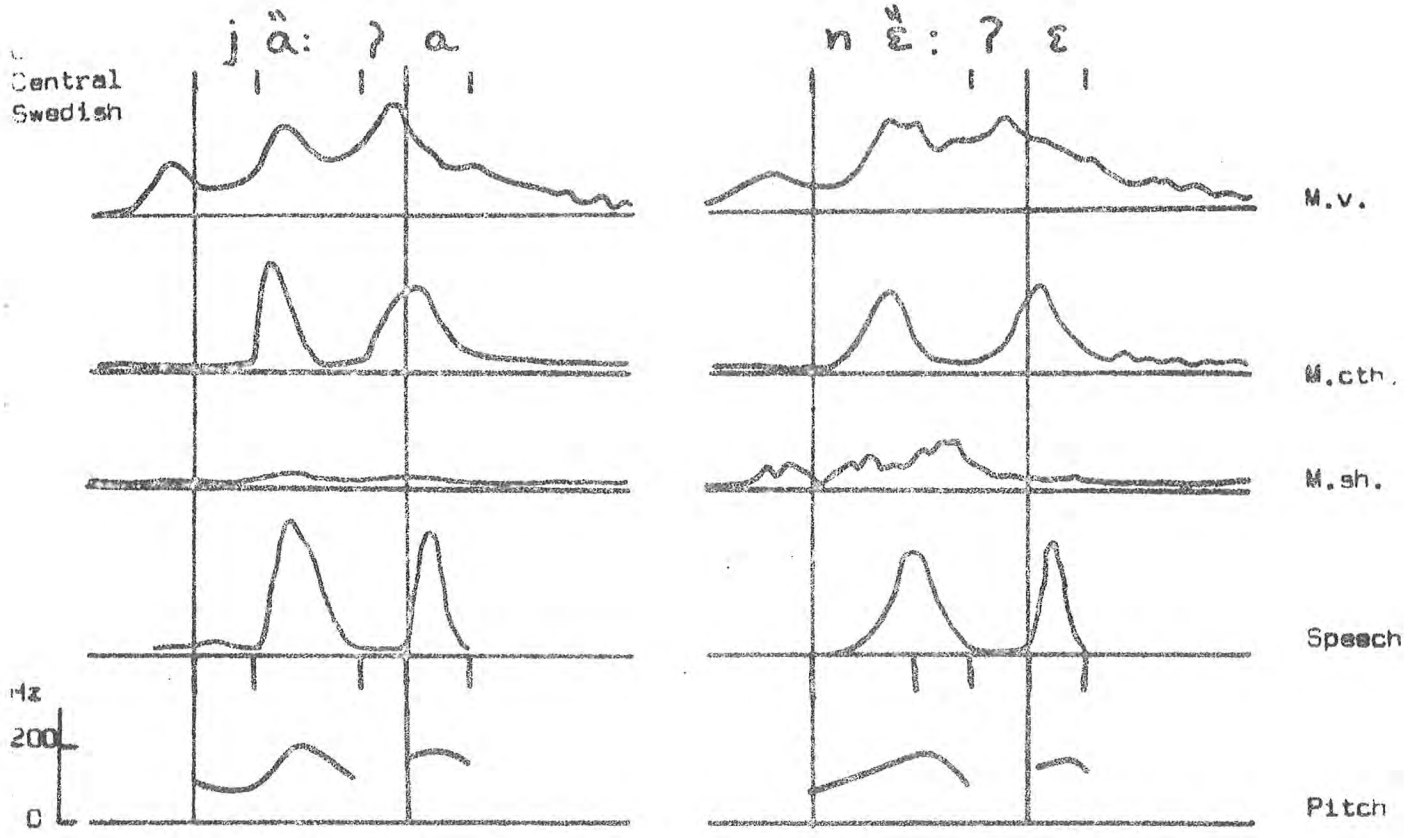 j ä̀: ʔ a
n ɛ̎: ʔ ɛ
Central
Swedish
M.v.
M.cth.
M.sh.
Speech
Hz
200
0
Pitch